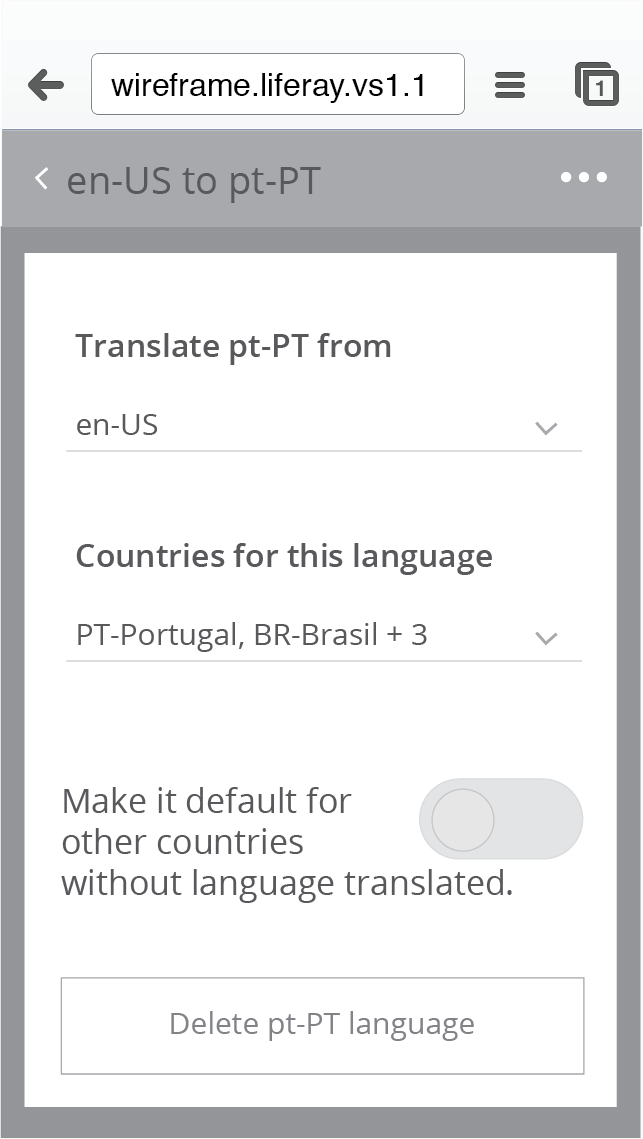 wireframe.liferay.vs1.1
1
en-US to pt-PT
Translate pt-PT from
en-US
Countries for this language
PT-Portugal, BR-Brasil + 3
Make it default for
other countries
without language translated.
Delete pt-PT language